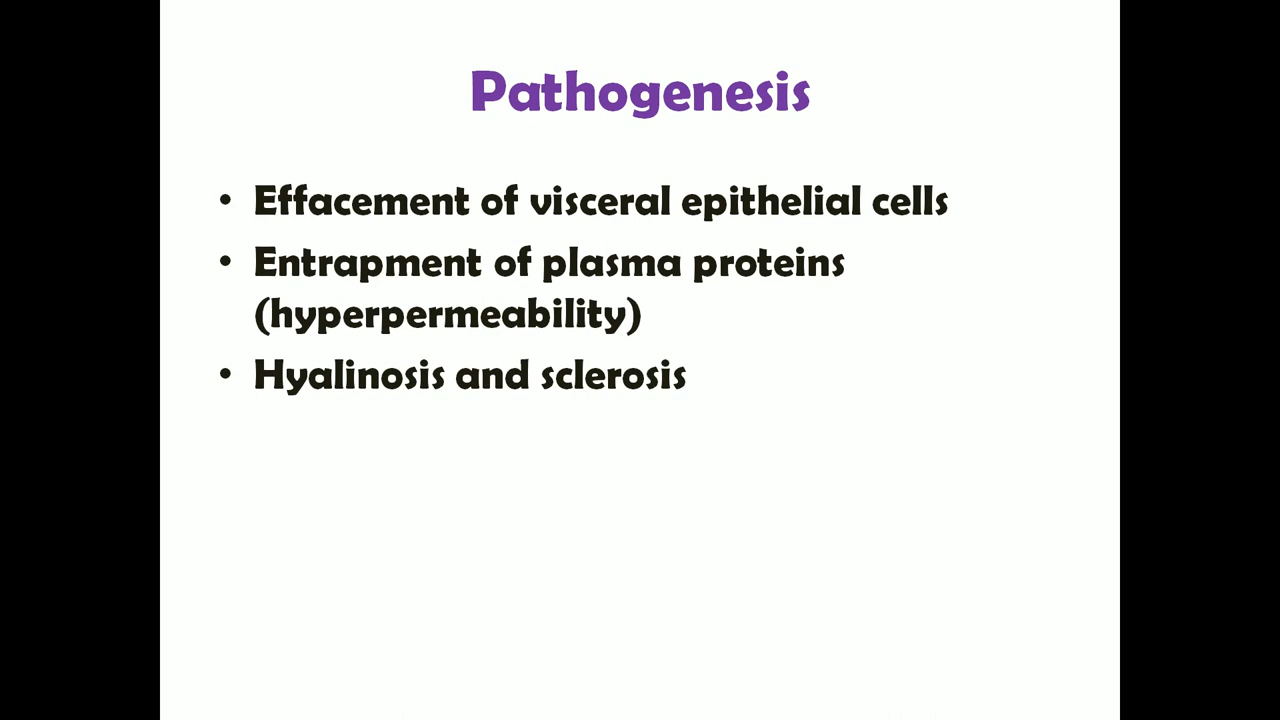 Pathogenesis
• Effacement of visceral epithelial cells
• Entrapment of plasma proteins
(hyperpermeability)
• Hyalinosis and sclerosis